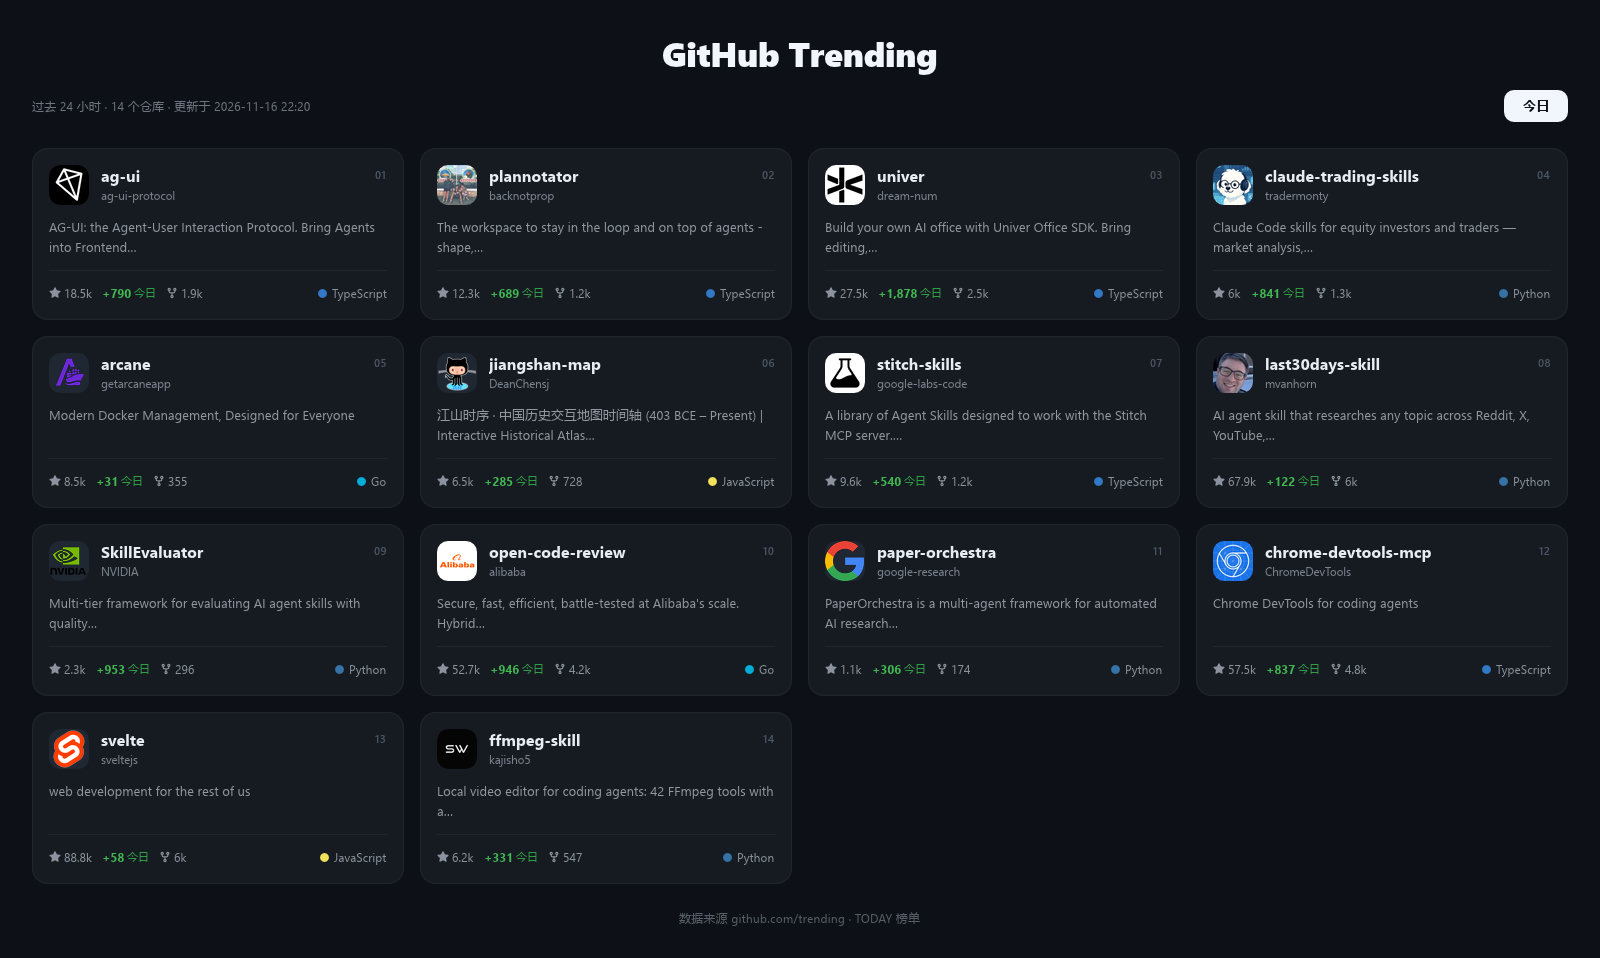 GitHub Trending
过去 24 小时 · 14 个仓库 · 更新于 2026-11-16 22:20
今日
ag-ui
01
ag-ui-protocol
AG-UI: the Agent-User Interaction Protocol. Bring Agents
into Frontend...
18.5k +790 今日 1.9k TypeScript
plannotator
02
backnotprop
The workspace to stay in the loop and on top of agents -
shape,...
12.3k +689 今日 1.2k TypeScript
univer
03
dream-num
Build your own AI office with Univer Office SDK. Bring
editing,...
27.5k +1,878 今日 2.5k TypeScript
claude-trading-skills
04
tradermonty
Claude Code skills for equity investors and traders —
market analysis,...
6k +841 今日 1.3k Python
arcane
05
getarcaneapp
Modern Docker Management, Designed for Everyone
8.5k +31 今日 355 Go
jiangshan-map
06
DeanChensj
江山时序 · 中国历史交互地图时间轴 (403 BCE – Present) |
Interactive Historical Atlas...
6.5k +285 今日 728 JavaScript
stitch-skills
07
google-labs-code
A library of Agent Skills designed to work with the Stitch
MCP server....
9.6k +540 今日 1.2k TypeScript
last30days-skill
08
mvanhorn
AI agent skill that researches any topic across Reddit, X,
YouTube,...
67.9k +122 今日 6k Python
NVIDIA
SkillEvaluator
09
NVIDIA
Multi-tier framework for evaluating AI agent skills with
quality...
2.3k +953 今日 296 Python
Alibaba
open-code-review
10
alibaba
Secure, fast, efficient, battle-tested at Alibaba's scale.
Hybrid...
52.7k +946 今日 4.2k Go
paper-orchestra
11
google-research
PaperOrchestra is a multi-agent framework for automated
AI research...
1.1k +306 今日 174 Python
chrome-devtools-mcp
12
ChromeDevTools
Chrome DevTools for coding agents
57.5k +837 今日 4.8k TypeScript
svelte
13
sveltejs
web development for the rest of us
88.8k +58 今日 6k JavaScript
SW
ffmpeg-skill
14
kajisho5
Local video editor for coding agents: 42 FFmpeg tools with
a...
6.2k +331 今日 547 Python
数据来源 github.com/trending · TODAY 榜单